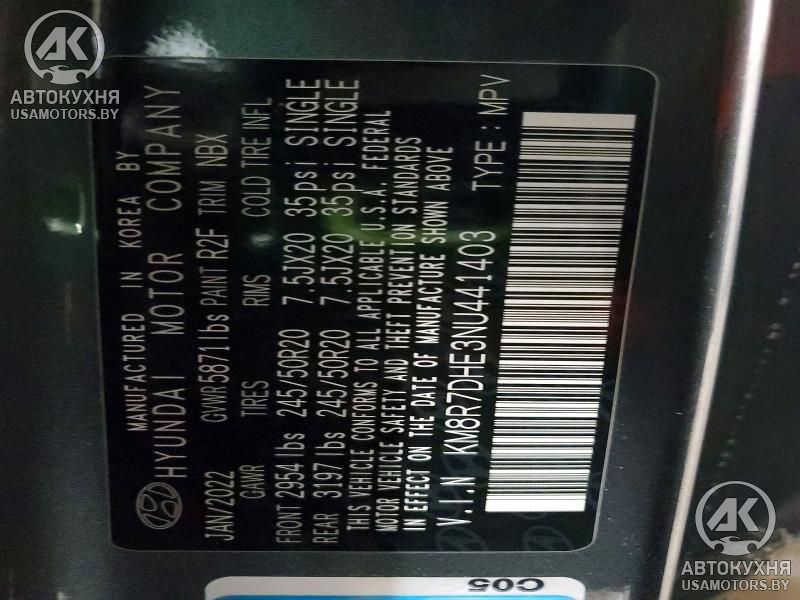 MANUFACTURED IN KOREA BY
HYUNDAI MOTOR COMPANY
JAN/2022 GVWR5871lbs PAINT R2F TRIM NBX
GAWR TIRES RIMS COLD TIRE INFL
FRONT 2954 lbs 245/50R20 7.5JX20 35psi SINGLE
REAR 3197 lbs 245/50R20 7.5JX20 35psi SINGLE
THIS VEHICLE CONFORMS TO ALL APPLICABLE U.S.A. FEDERAL
MOTOR VEHICLE SAFETY AND THEFT PREVENTION STANDARDS
IN EFFECT ON THE DATE OF MANUFACTURE SHOWN ABOVE
V.I.N KM8R7DHE3NU441403 TYPE : MPV
C05
АК
АВТОКУХНЯ
USAMOTORS.BY
АК
АВТОКУХНЯ
USAMOTORS.BY